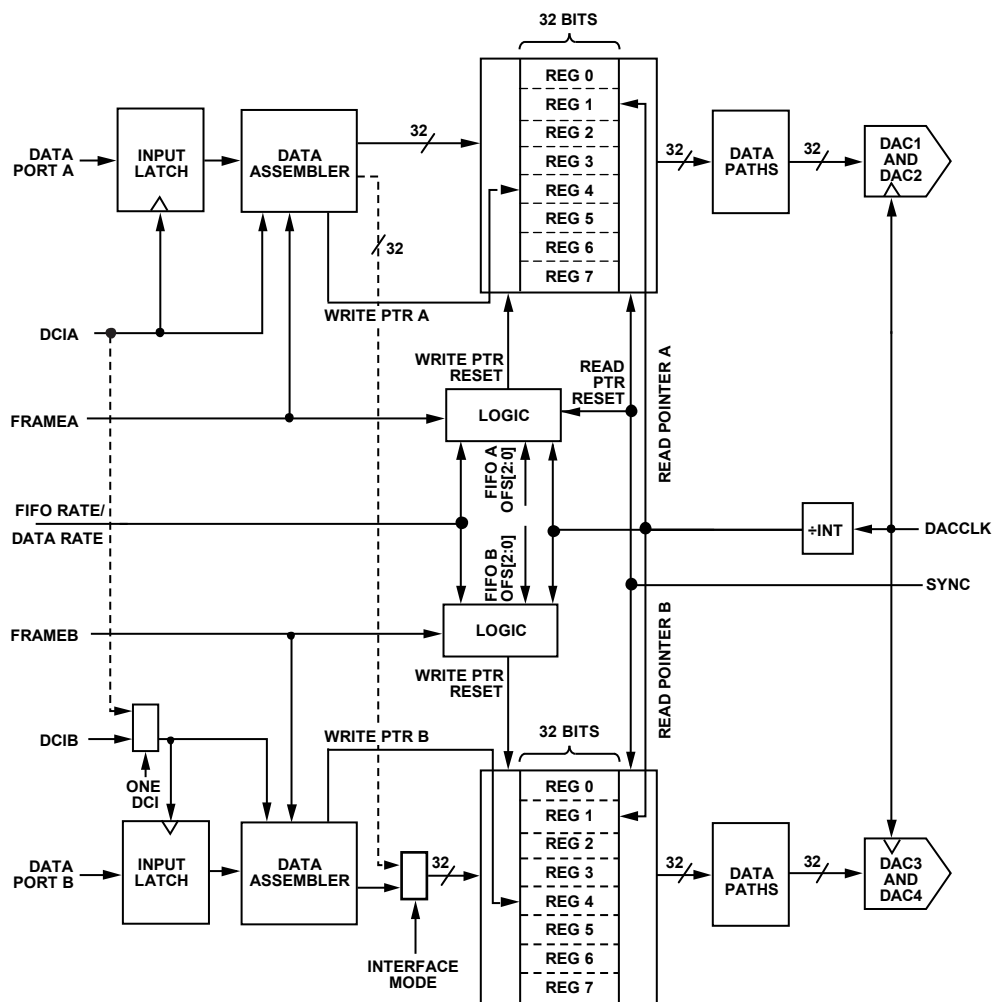 32 BITS
REG 0
REG 1
REG 2
REG 3
REG 4
REG 5
REG 6
REG 7
DATA
PORT A
INPUT
LATCH
DATA
ASSEMBLER
32
32
32
DATA
PATHS
32
DAC1
AND
DAC2
WRITE PTR A
DCIA
WRITE PTR
RESET
READ
PTR
RESET
READ POINTER A
FRAMEA
LOGIC
FIFO A
OFS[2:0]
FIFO RATE/
DATA RATE
÷INT
DACCLK
FIFO B
OFS[2:0]
SYNC
FRAMEB
LOGIC
WRITE PTR
RESET
READ POINTER B
DCIB
ONE
DCI
WRITE PTR B
32 BITS
REG 0
REG 1
REG 2
REG 3
REG 4
REG 5
REG 6
REG 7
DATA
PORT B
INPUT
LATCH
DATA
ASSEMBLER
32
INTERFACE
MODE
32
DATA
PATHS
32
DAC3
AND
DAC4